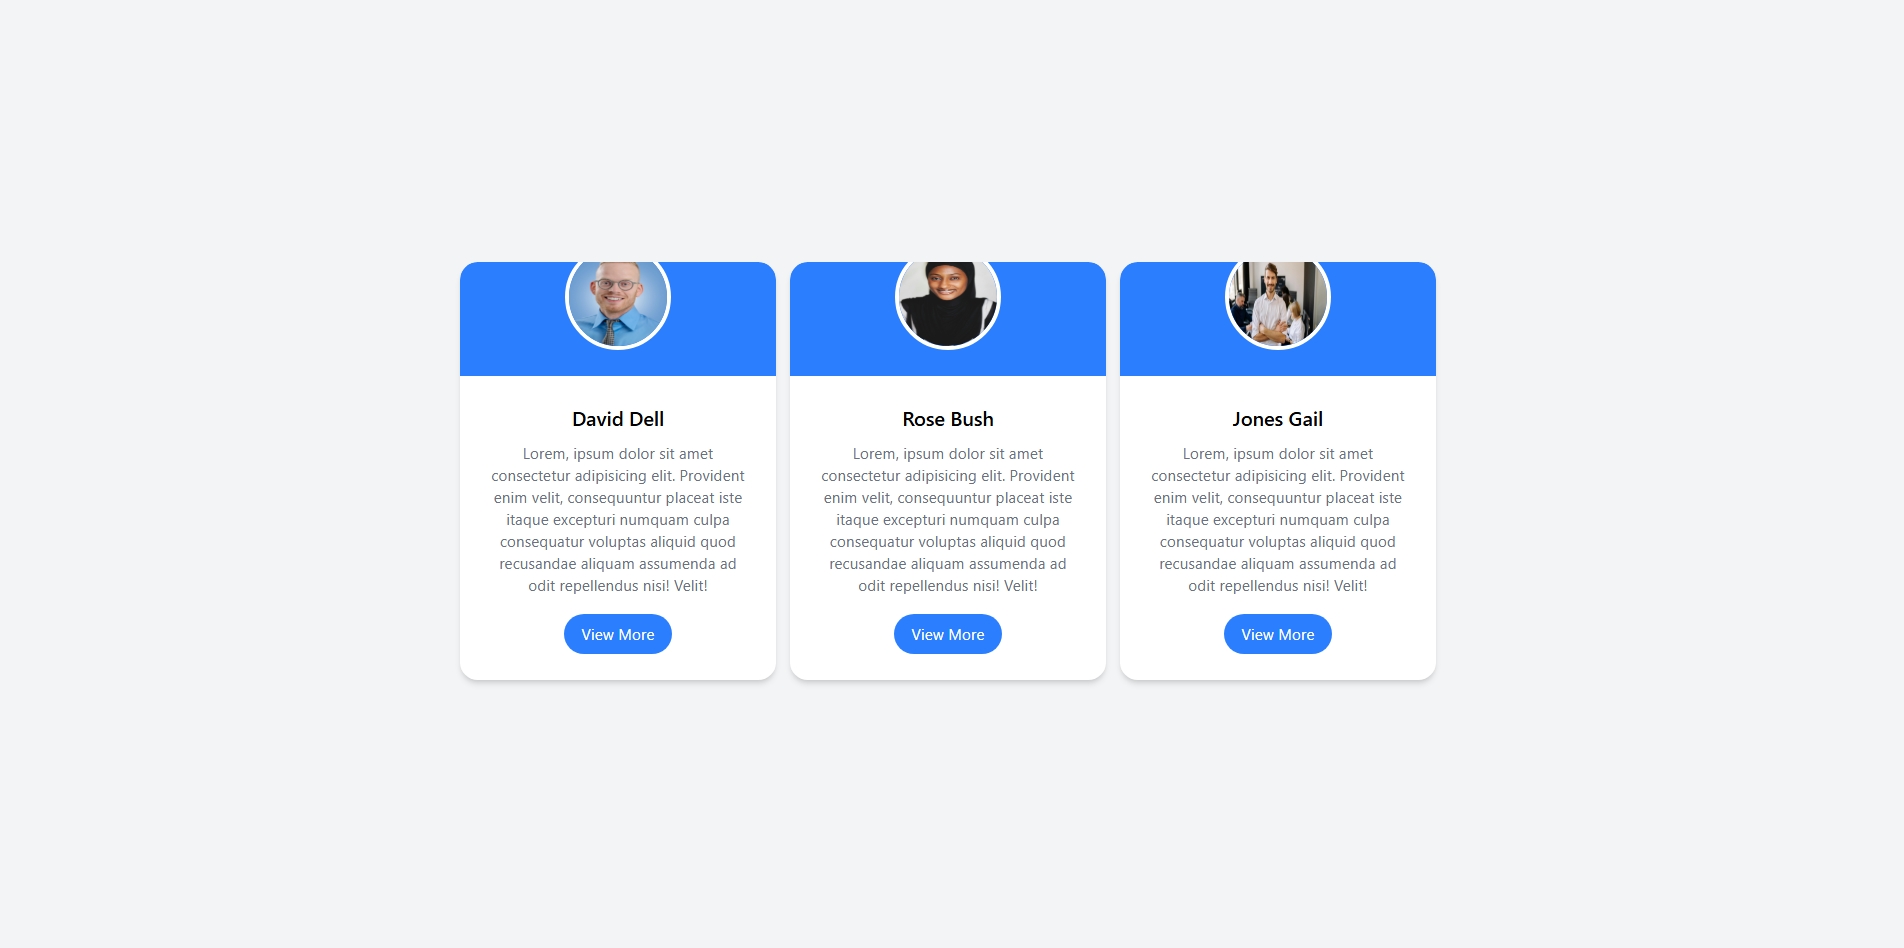 David Dell
Lorem, ipsum dolor sit amet
consectetur adipisicing elit. Provident
enim velit, consequuntur placeat iste
itaque excepturi numquam culpa
consequatur voluptas aliquid quod
recusandae aliquam assumenda ad
odit repellendus nisi! Velit!
View More
Rose Bush
Lorem, ipsum dolor sit amet
consectetur adipisicing elit. Provident
enim velit, consequuntur placeat iste
itaque excepturi numquam culpa
consequatur voluptas aliquid quod
recusandae aliquam assumenda ad
odit repellendus nisi! Velit!
View More
Jones Gail
Lorem, ipsum dolor sit amet
consectetur adipisicing elit. Provident
enim velit, consequuntur placeat iste
itaque excepturi numquam culpa
consequatur voluptas aliquid quod
recusandae aliquam assumenda ad
odit repellendus nisi! Velit!
View More